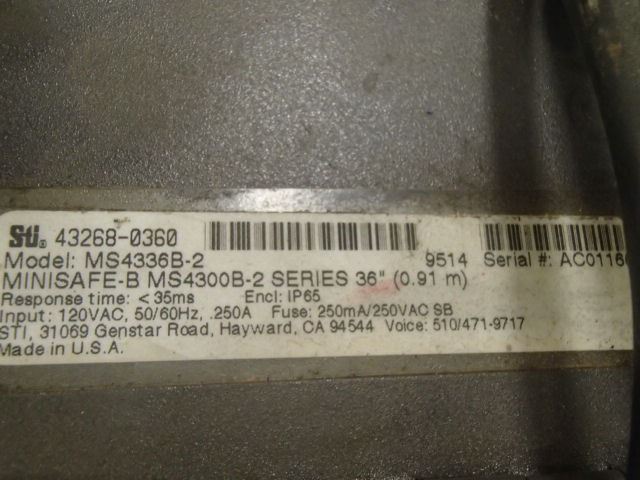 Sti® 43268-0360
Model: MS4336B-2 9514 Serial #: AC0116
MINISAFE-B MS4300B-2 SERIES 36" (0.91 m)
Response time: <35ms Encl: IP65
Input: 120VAC, 50/60Hz, .250A Fuse: 250mA/250VAC SB
STI, 31069 Genstar Road, Hayward, CA 94544 Voice: 510/471-9717
Made in U.S.A.